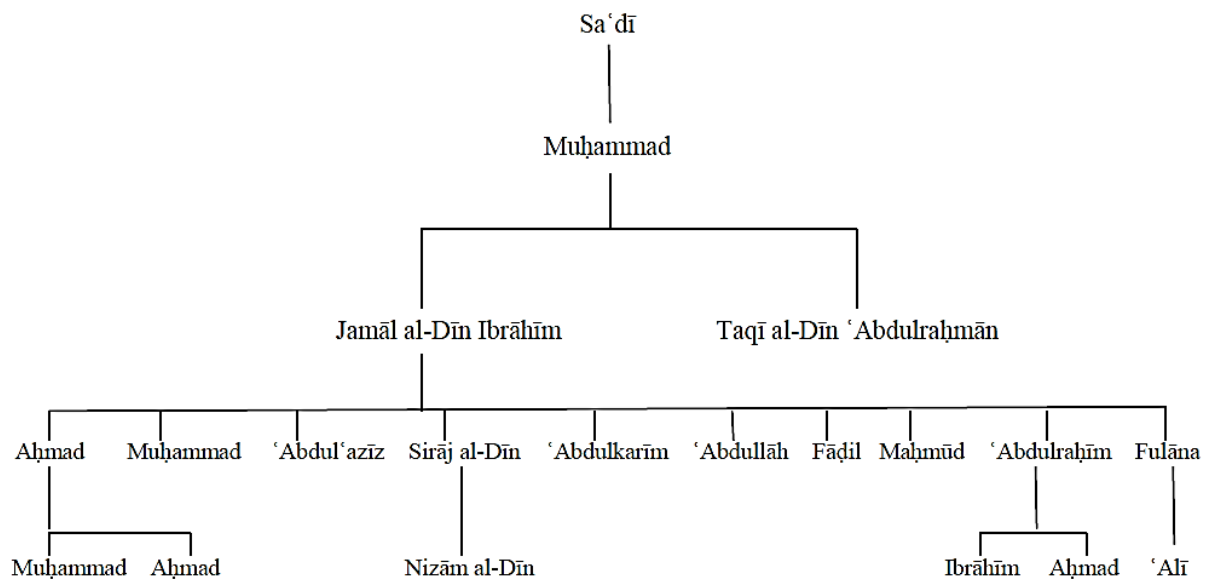 Saʿdī
Muḥammad
Jamāl al-Dīn Ibrāhīm Taqī al-Dīn ʿAbdulraḥmān
Aḥmad Muḥammad ʿAbdulʿazīz Sirāj al-Dīn ʿAbdulkarīm ʿAbdullāh Fāḍil Maḥmūd ʿAbdulraḥīm Fulāna
Muḥammad Aḥmad Nizām al-Dīn Ibrāhīm Aḥmad ʿAlī